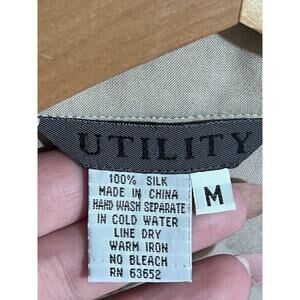 UTILITY
100% SILK
MADE IN CHINA
HAND WASH SEPARATE
IN COLD WATER
LINE DRY
WARM IRON
NO BLEACH
RN 63652
M